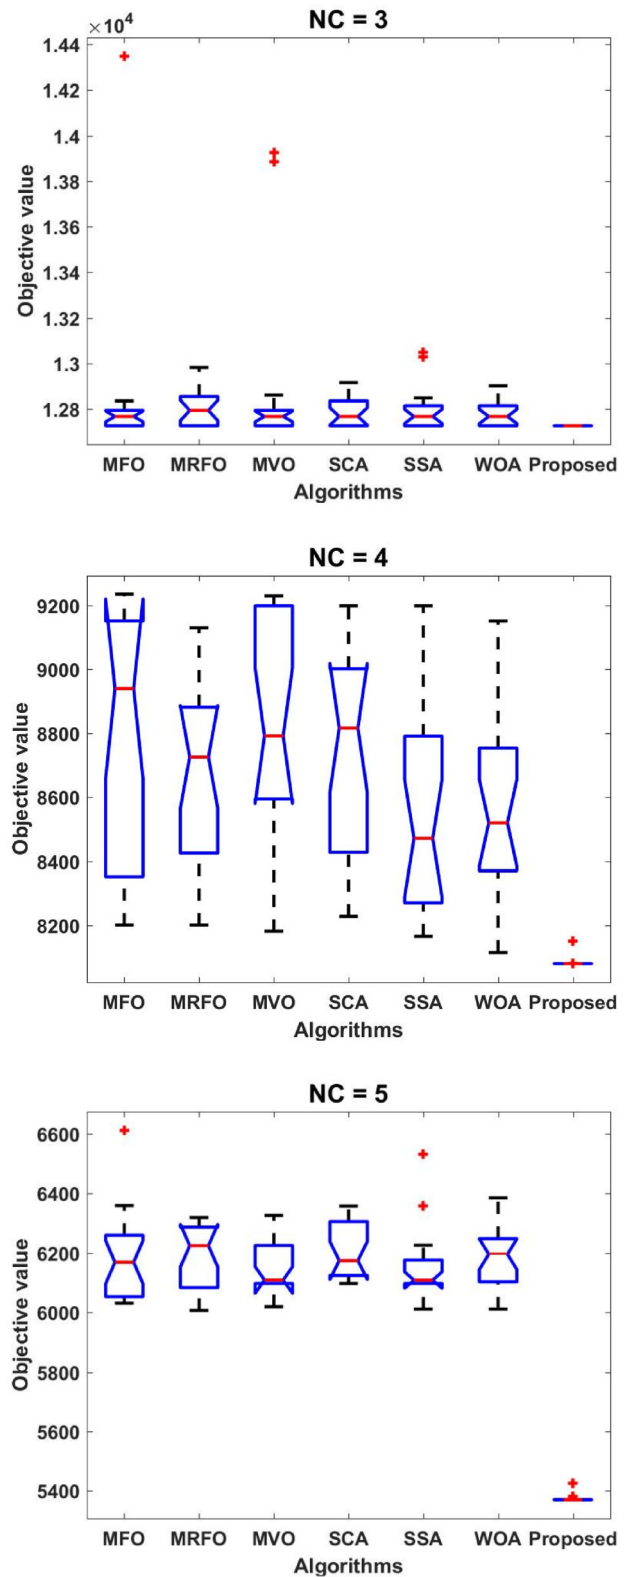 NC = 3
×10⁴
1.44
1.42
1.4
1.38
1.36
1.34
1.32
1.3
1.28
Objective value
MFO MRFO MVO SCA SSA WOA Proposed
Algorithms
NC = 4
9200
9000
8800
8600
8400
8200
Objective value
MFO MRFO MVO SCA SSA WOA Proposed
Algorithms
NC = 5
6600
6400
6200
6000
5800
5600
5400
Objective value
MFO MRFO MVO SCA SSA WOA Proposed
Algorithms